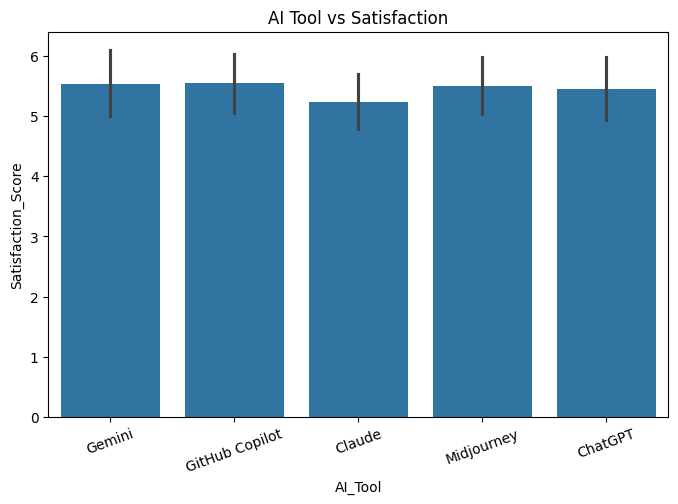 AI Tool vs Satisfaction
6
5
4
3
2
1
0
Satisfaction_Score
Gemini
GitHub Copilot
Claude
Midjourney
ChatGPT
AI_Tool